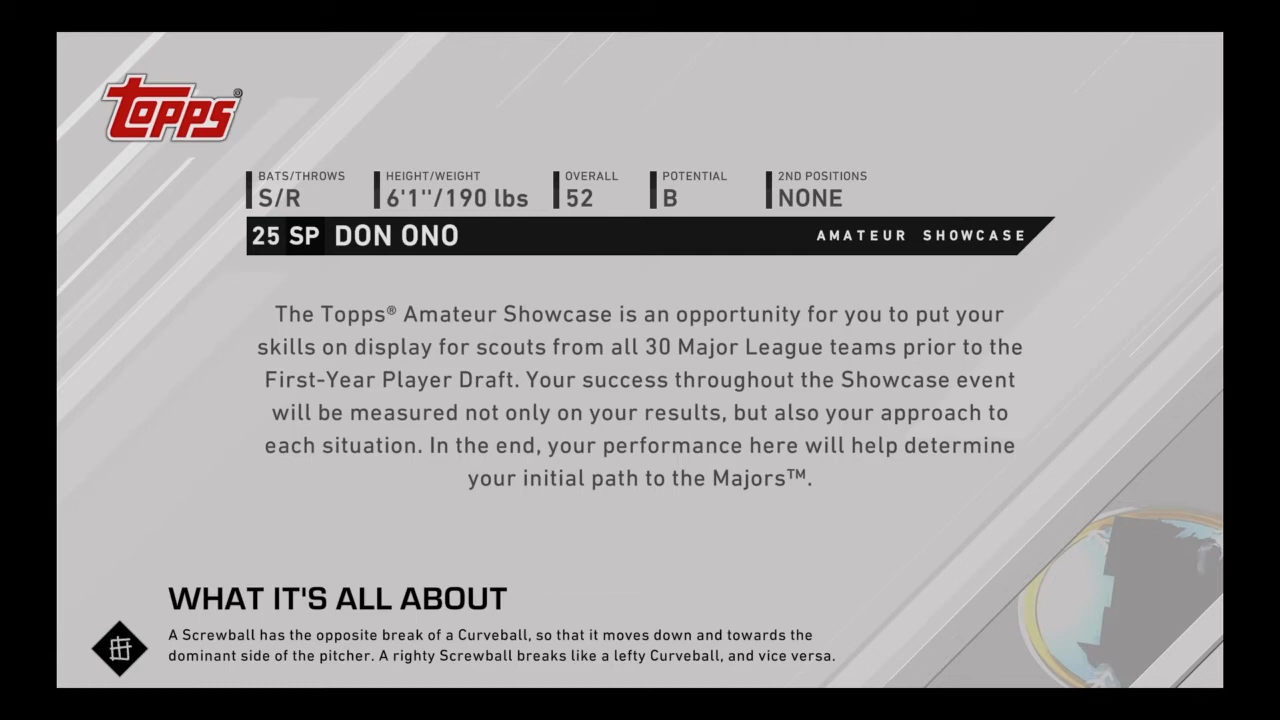 TOPPS®
BATS/THROWS
S/R
HEIGHT/WEIGHT
6'1''/190 lbs
OVERALL
52
POTENTIAL
B
2ND POSITIONS
NONE
25 SP DON ONO
AMATEUR SHOWCASE
The Topps® Amateur Showcase is an opportunity for you to put your
skills on display for scouts from all 30 Major League teams prior to the
First-Year Player Draft. Your success throughout the Showcase event
will be measured not only on your results, but also your approach to
each situation. In the end, your performance here will help determine
your initial path to the Majors™.
WHAT IT'S ALL ABOUT
A Screwball has the opposite break of a Curveball, so that it moves down and towards the
dominant side of the pitcher. A righty Screwball breaks like a lefty Curveball, and vice versa.